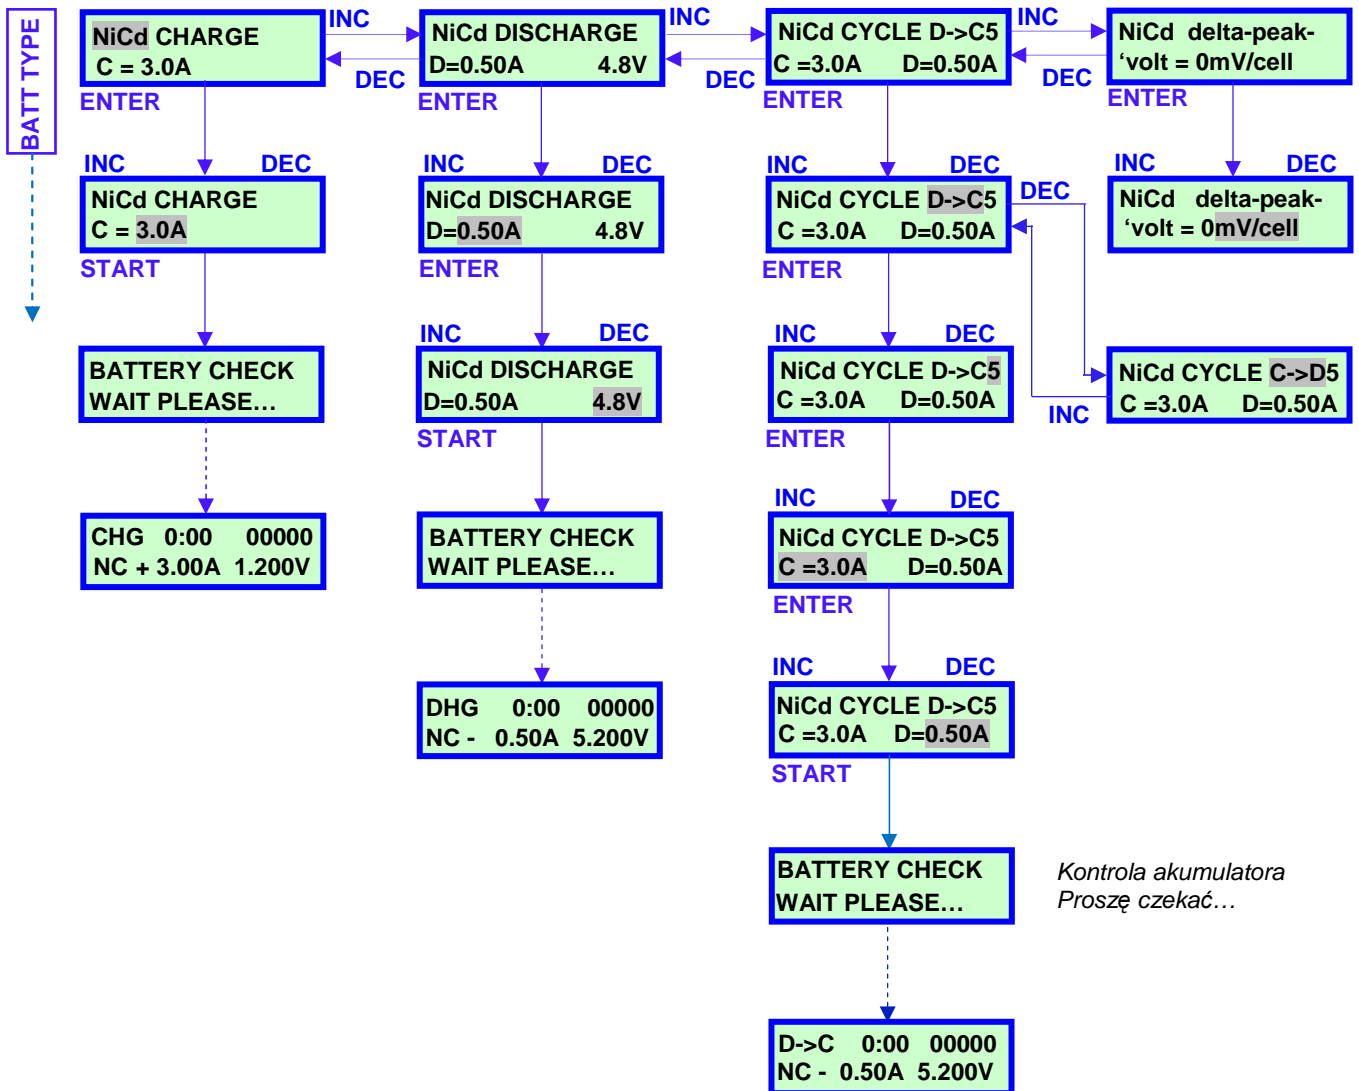 BATT TYPE
NiCd CHARGE
C = 3.0A
INC
DEC
NiCd DISCHARGE
D=0.50A 4.8V
INC
DEC
NiCd CYCLE D->C5
C =3.0A D=0.50A
INC
DEC
NiCd delta-peak-
‘volt = 0mV/cell
ENTER
ENTER
ENTER
ENTER
INC DEC
INC DEC
INC DEC
INC DEC
NiCd CHARGE
C = 3.0A
NiCd DISCHARGE
D=0.50A 4.8V
NiCd CYCLE D->C5
C =3.0A D=0.50A
DEC
NiCd delta-peak-
‘volt = 0mV/cell
START
ENTER
ENTER
INC DEC
INC DEC
BATTERY CHECK
WAIT PLEASE…
NiCd DISCHARGE
D=0.50A 4.8V
NiCd CYCLE D->C5
C =3.0A D=0.50A
NiCd CYCLE C->D5
C =3.0A D=0.50A
INC
START
ENTER
INC DEC
CHG 0:00 00000
NC + 3.00A 1.200V
BATTERY CHECK
WAIT PLEASE…
NiCd CYCLE D->C5
C =3.0A D=0.50A
ENTER
INC DEC
DHG 0:00 00000
NC - 0.50A 5.200V
NiCd CYCLE D->C5
C =3.0A D=0.50A
START
BATTERY CHECK
WAIT PLEASE…
Kontrola akumulatora
Proszę czekać…
D->C 0:00 00000
NC - 0.50A 5.200V